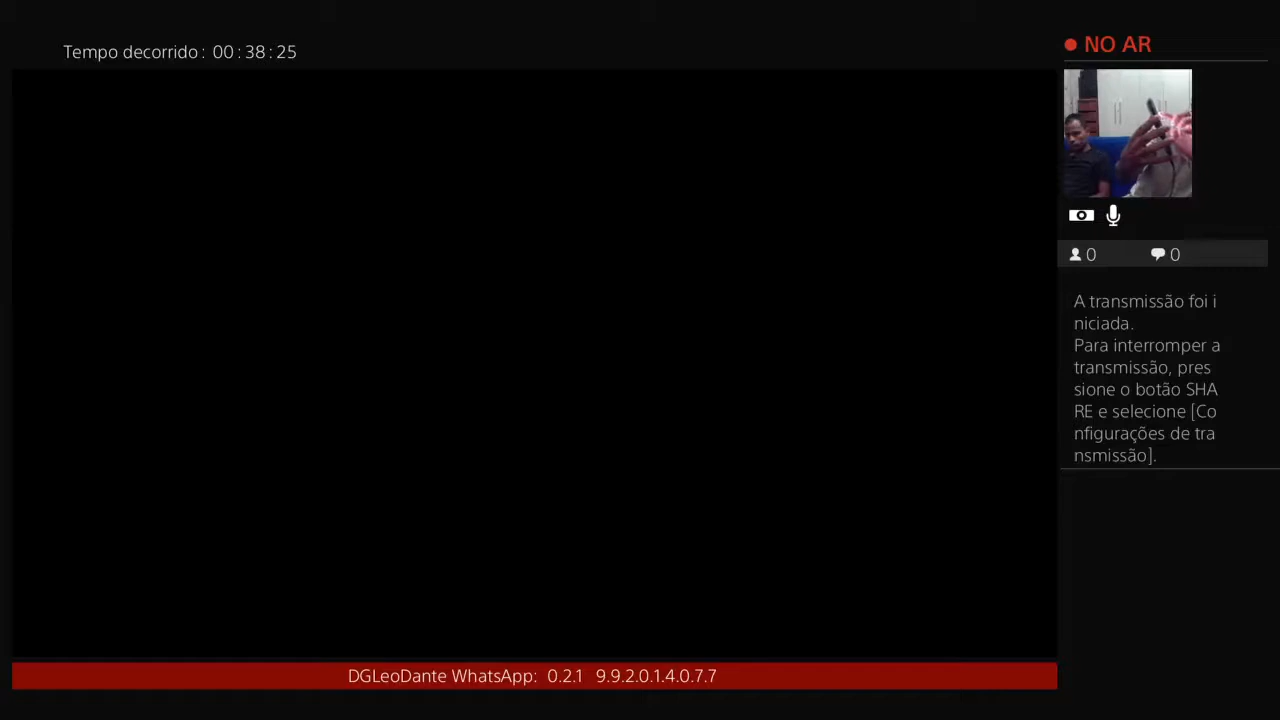 Tempo decorrido : 00 : 38 : 25
NO AR
0 0
A transmissão foi i
niciada.
Para interromper a
transmissão, pres
sione o botão SHA
RE e selecione [Co
nfigurações de tra
nsmissão].
DGLeoDante WhatsApp: 0.2.1 9.9.2.0.1.4.0.7.7